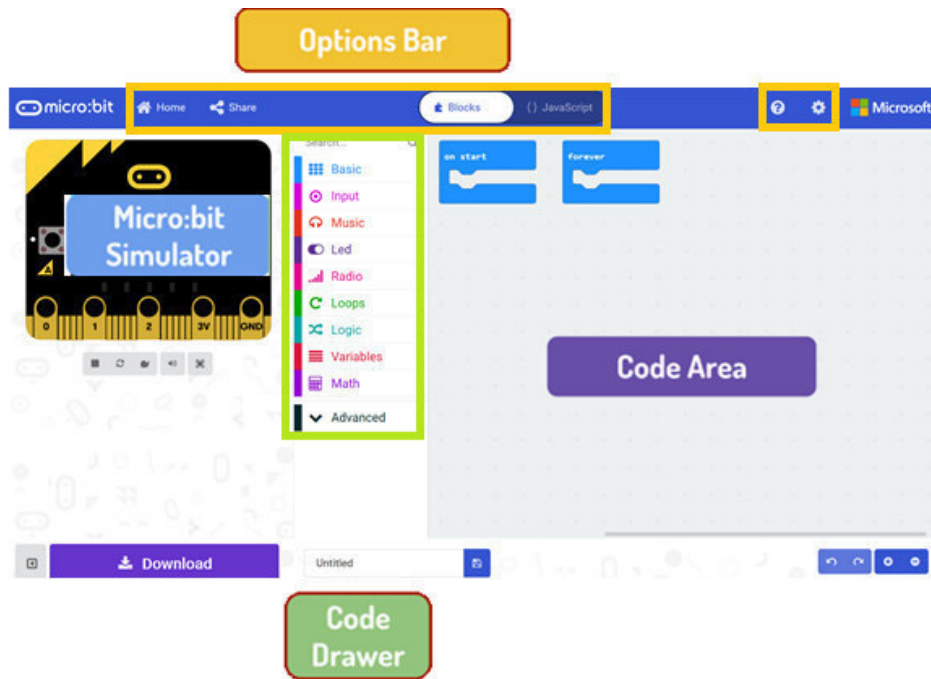 Options Bar
micro:bit Home Share Blocks {} JavaScript Microsoft
Search...
Basic
Input
Music
Led
Radio
Loops
Logic
Variables
Math
Advanced
Micro:bit
Simulator
A
0 1 2 3V GND
on start forever
Code Area
Download
Untitled
Code
Drawer